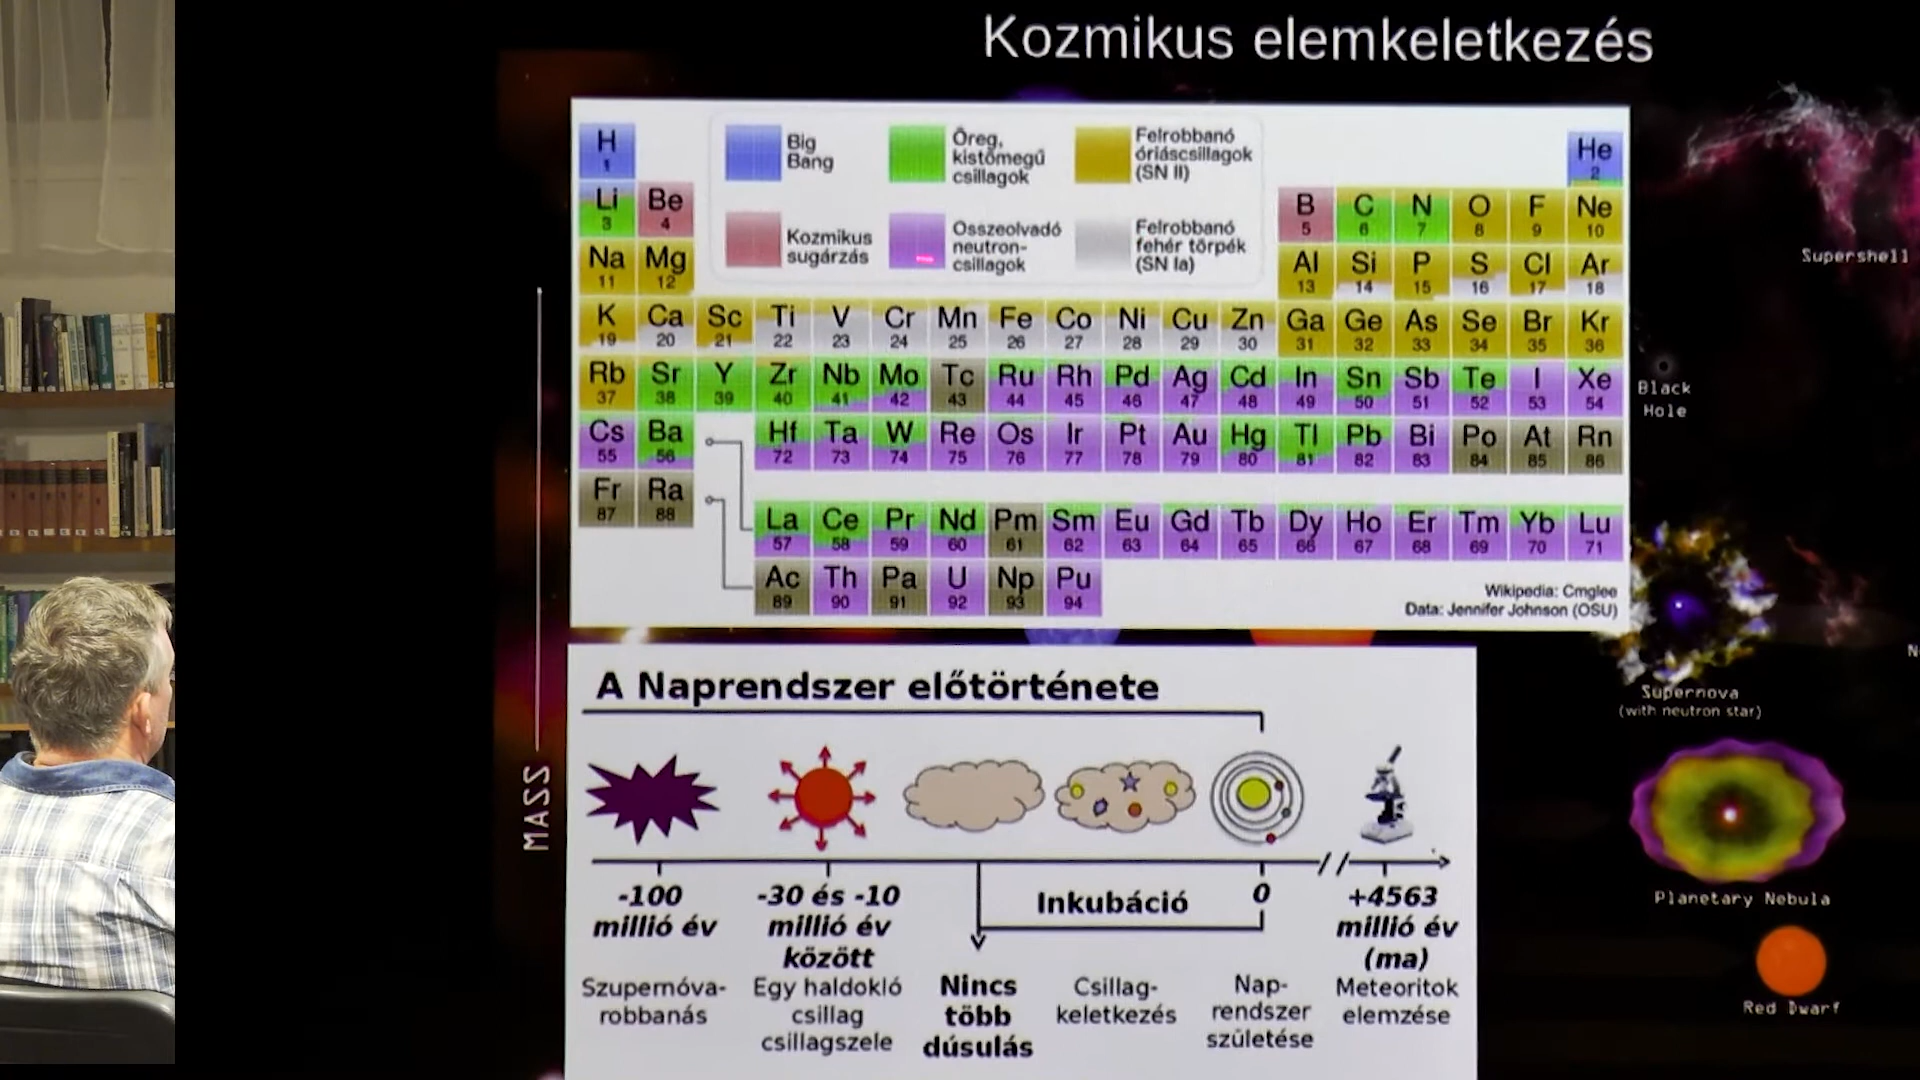 Kozmikus elemkeletkezés
H
1
Big
Bang
Öreg,
kistömegű
csillagok
Felrobbanó
óriáscsillagok
(SN II)
He
2
Kozmikus
sugárzás
Összeolvadó
neutron-
csillagok
Felrobbanó
fehér törpék
(SN Ia)
Li Be B C N O F Ne
3 4 5 6 7 8 9 10
Na Mg Al Si P S Cl Ar
11 12 13 14 15 16 17 18
K Ca Sc Ti V Cr Mn Fe Co Ni Cu Zn Ga Ge As Se Br Kr
19 20 21 22 23 24 25 26 27 28 29 30 31 32 33 34 35 36
Rb Sr Y Zr Nb Mo Tc Ru Rh Pd Ag Cd In Sn Sb Te I Xe
37 38 39 40 41 42 43 44 45 46 47 48 49 50 51 52 53 54
Cs Ba Hf Ta W Re Os Ir Pt Au Hg Tl Pb Bi Po At Rn
55 56 72 73 74 75 76 77 78 79 80 81 82 83 84 85 86
Fr Ra
87 88
La Ce Pr Nd Pm Sm Eu Gd Tb Dy Ho Er Tm Yb Lu
57 58 59 60 61 62 63 64 65 66 67 68 69 70 71
Ac Th Pa U Np Pu
89 90 91 92 93 94
Wikipedia: Cmglee
Data: Jennifer Johnson (OSU)
MASS
A Naprendszer előtörténete
-100
millió év
Szupernóva-
robbanás
-30 és -10
millió év
között
Egy haldokló
csillag
csillagszele
Nincs
több
dúsulás
Inkubáció
Csillag-
keletkezés
0
Nap-
rendszer
születése
+4563
millió év
(ma)
Meteoritok
elemzése
Supershell
Black
Hole
Supernova
(with neutron star)
Planetary Nebula
Red Dwarf